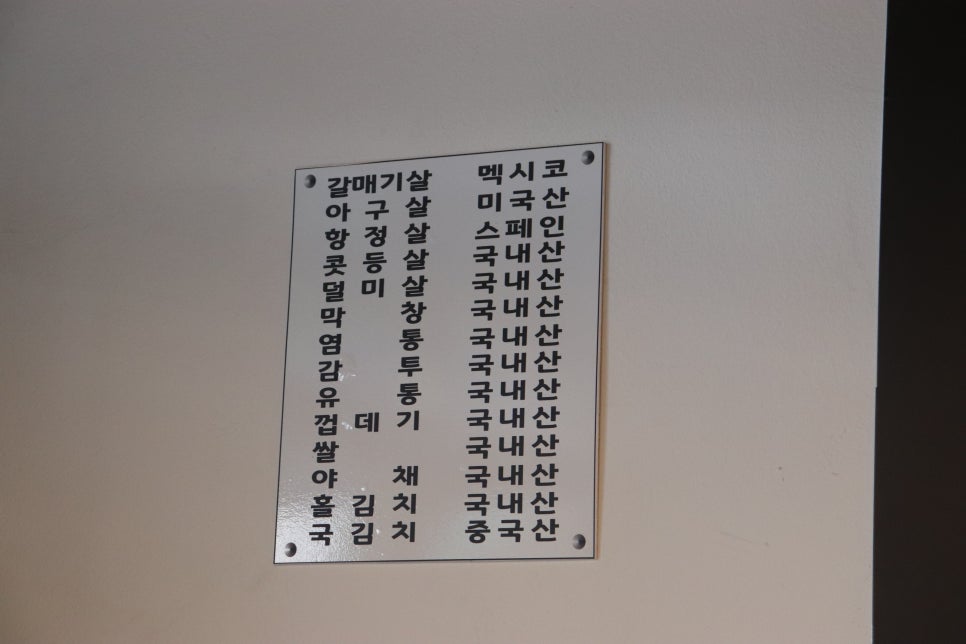 갈매기살 멕시코
아구살 미국산
항정살 스페인
콧등살 국내산
덜미살 국내산
막창 국내산
염통 국내산
감투 국내산
유통 국내산
껍데기 국내산
쌀 국내산
야채 국내산
홀김치 국내산
국김치 중국산